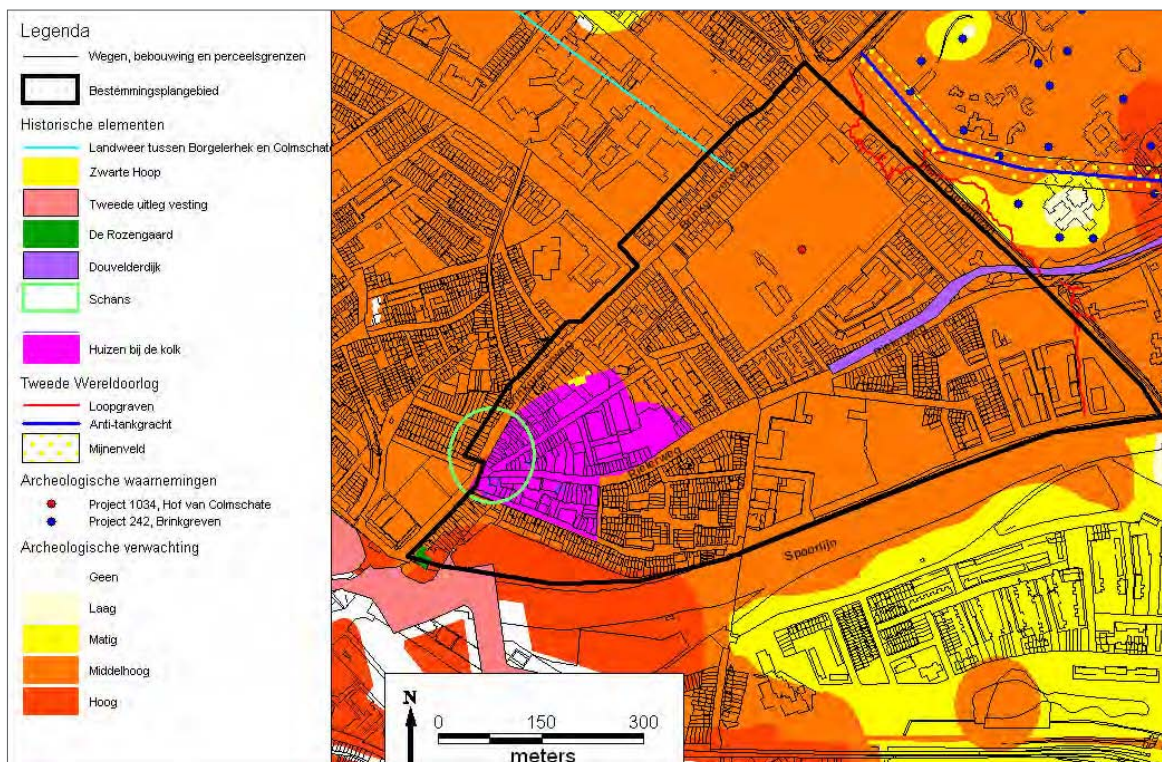 Legenda
Wegen, bebouwing en perceelsgrenzen
Bestemmingsplangebied
Historische elementen
Landweer tussen Borgelerhek en Colmschate
Zwarte Hoop
Tweede uitleg vesting
De Rozengaard
Douvelderdijk
Schans
Huizen bij de kolk
Tweede Wereldoorlog
Loopgraven
Anti-tankgracht
Mijnenveld
Archeologische waarnemingen
Project 1034, Hof van Colmschate
Project 242, Brinkgreven
Archeologische verwachting
Geen
Laag
Matig
Middelhoog
Hoog
Rielerweg
Spoorlijn
N
0 150 300
meters